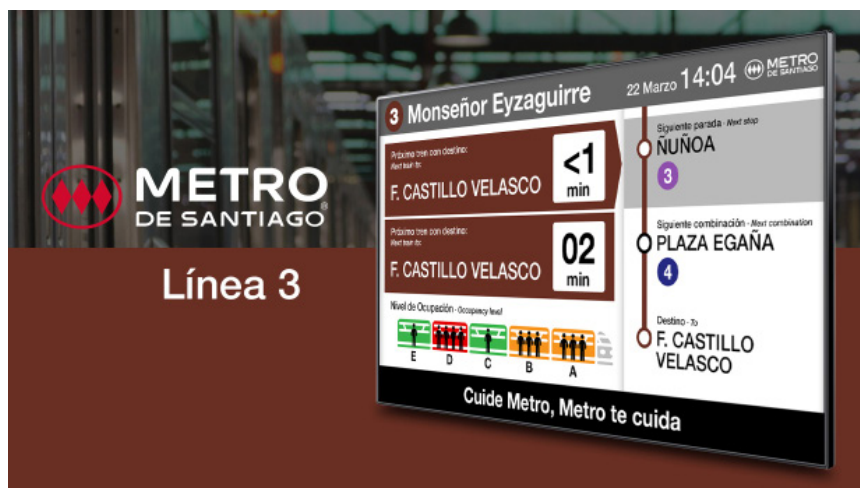 METRO
DE SANTIAGO
Línea 3
3 Monseñor Eyzaguirre
22 Marzo 14:04
METRO
DE SANTIAGO
Próximo tren con destino:
Next train to:
F. CASTILLO VELASCO
<1
min
Próximo tren con destino:
Next train to:
F. CASTILLO VELASCO
02
min
Nivel de Ocupación - Occupancy level
E D C B A
Siguiente parada - Next stop
ÑUÑOA
3
Siguiente combinación - Next combination
PLAZA EGAÑA
4
Destino - To
F. CASTILLO
VELASCO
Cuide Metro, Metro te cuida